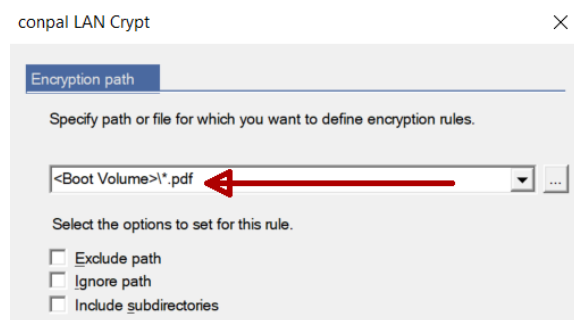 conpal LAN Crypt
Encryption path
Specify path or file for which you want to define encryption rules.
<Boot Volume>\*.pdf
...
Select the options to set for this rule.
Exclude path
Ignore path
Include subdirectories